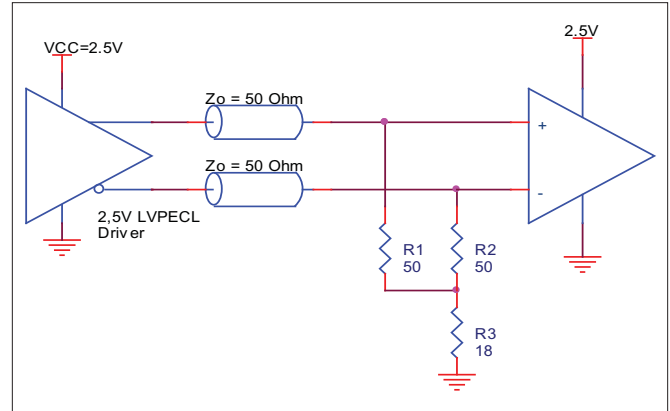 VCC=2.5V
2.5V
Zo = 50 Ohm
+
Zo = 50 Ohm
-
2,5V LVPECL
Driver
R1
50
R2
50
R3
18